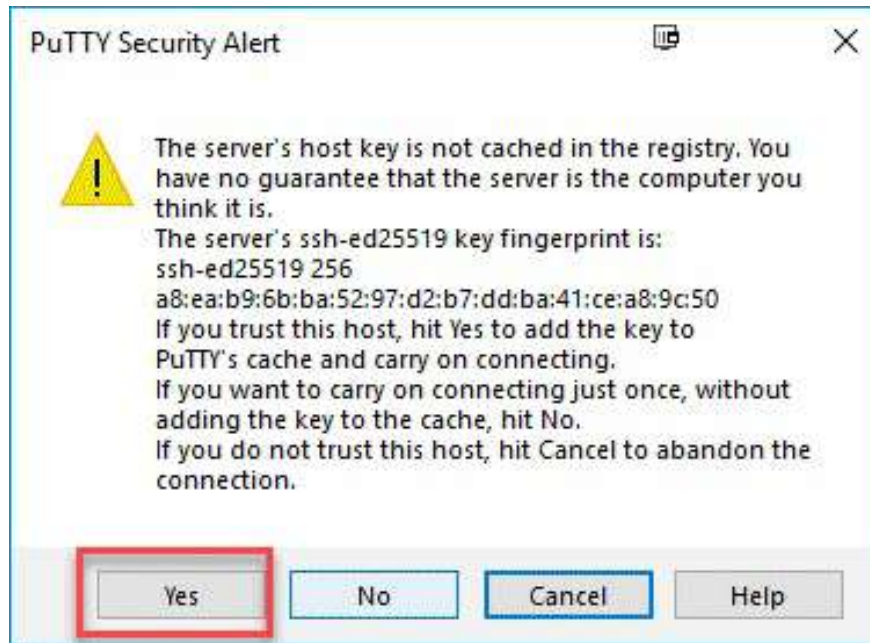 PuTTY Security Alert
The server's host key is not cached in the registry. You
have no guarantee that the server is the computer you
think it is.
The server's ssh-ed25519 key fingerprint is:
ssh-ed25519 256
a8:ea:b9:6b:ba:52:97:d2:b7:dd:ba:41:ce:a8:9c:50
If you trust this host, hit Yes to add the key to
PuTTY's cache and carry on connecting.
If you want to carry on connecting just once, without
adding the key to the cache, hit No.
If you do not trust this host, hit Cancel to abandon the
connection.
Yes No Cancel Help